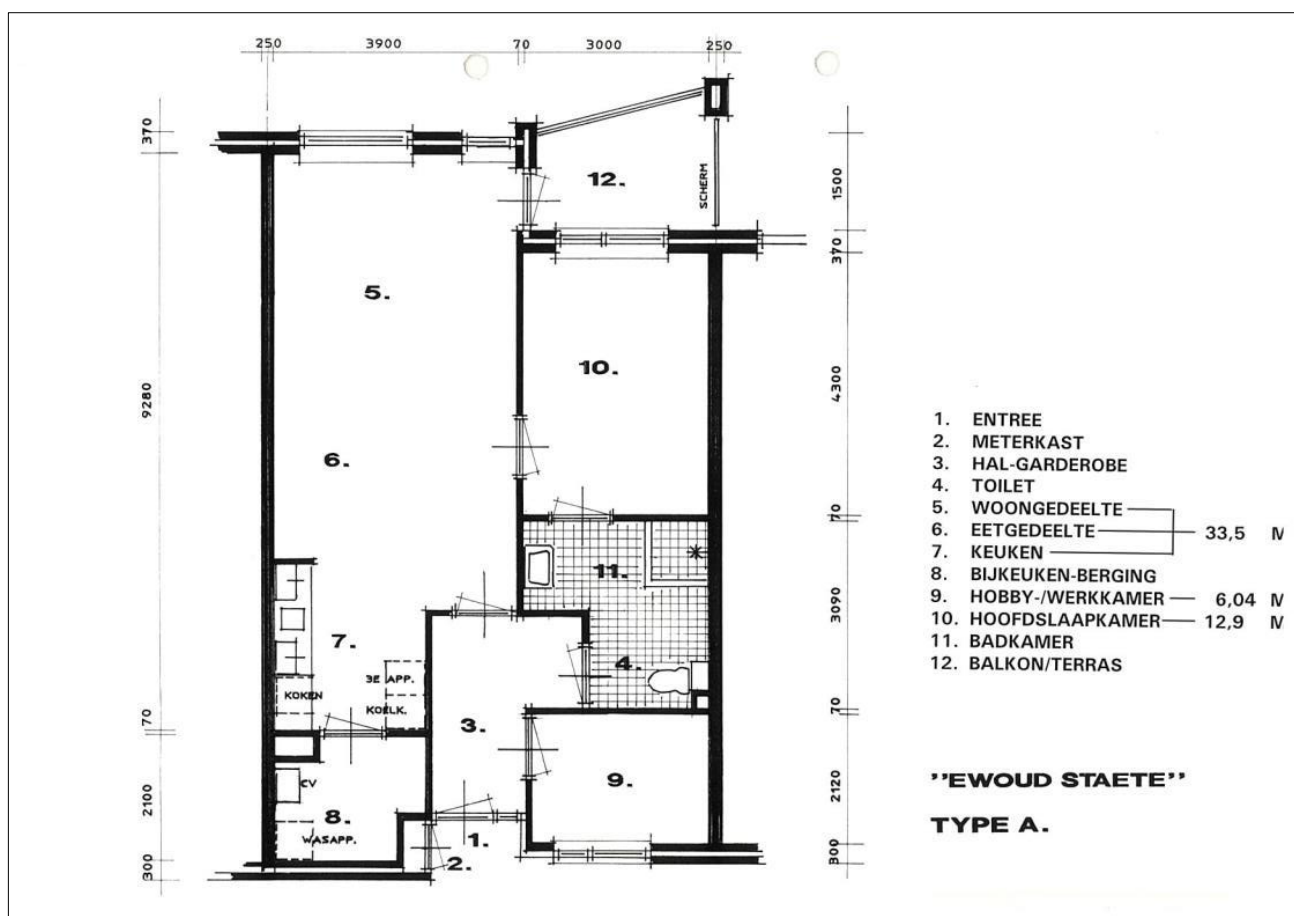 250 3900 70 3000 250
370
9280
70
2100
300
1500
370
4300
70
3090
70
2120
300
12.
SCHERM
5.
10.
6.
11.
7.
4.
3E APP.
KOKEN
KOELK.
3.
CV
9.
8.
WASAPP.
1.
2.
1. ENTREE
2. METERKAST
3. HAL-GARDEROBE
4. TOILET
5. WOONGEDEELTE
6. EETGEDEELTE 33,5
7. KEUKEN
8. BIJKEUKEN-BERGING
9. HOBBY-/WERKKAMER 6,04
10. HOOFDSLAAPKAMER 12,9
11. BADKAMER
12. BALKON/TERRAS
"EWOUD STAETE"
TYPE A.